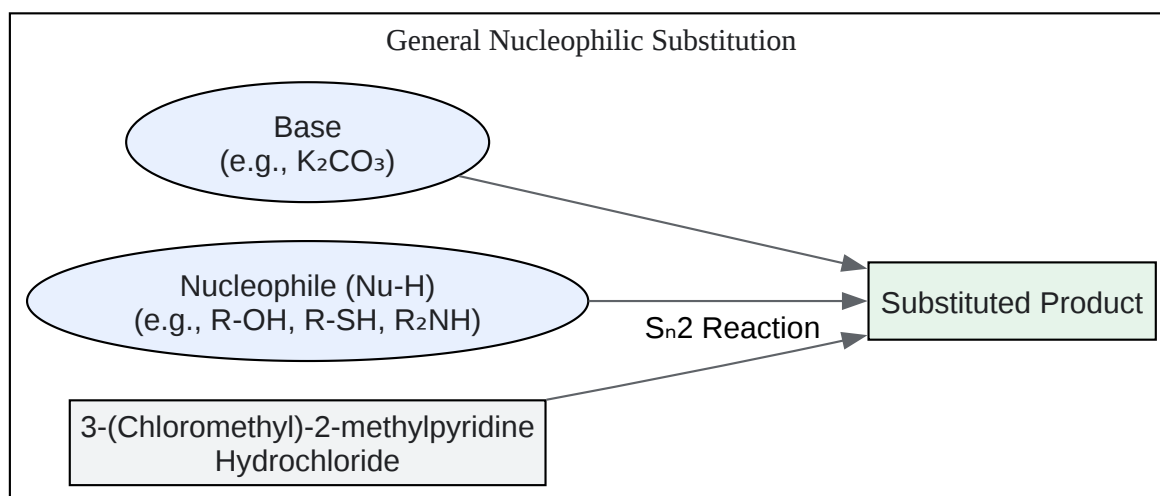 General Nucleophilic Substitution
Base
(e.g., K₂CO₃)
Nucleophile (Nu-H)
(e.g., R-OH, R-SH, R₂NH)
Substituted Product
Sₙ2 Reaction
3-(Chloromethyl)-2-methylpyridine
Hydrochloride